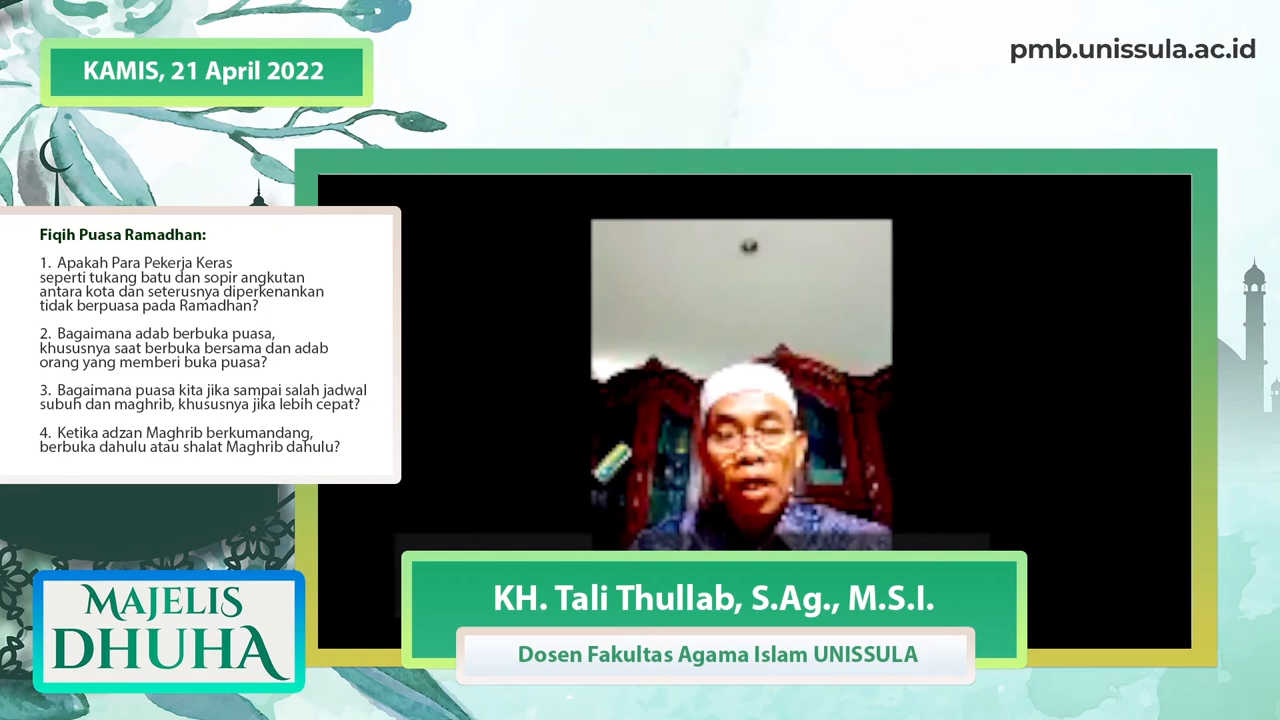 KAMIS, 21 April 2022
pmb.unissula.ac.id
Fiqih Puasa Ramadhan:
1. Apakah Para Pekerja Keras
seperti tukang batu dan sopir angkutan
antara kota dan seterusnya diperkenankan
tidak berpuasa pada Ramadhan?
2. Bagaimana adab berbuka puasa,
khususnya saat berbuka bersama dan adab
orang yang memberi buka puasa?
3. Bagaimana puasa kita jika sampai salah jadwal
subuh dan maghrib, khususnya jika lebih cepat?
4. Ketika adzan Maghrib berkumandang,
berbuka dahulu atau shalat Maghrib dahulu?
MAJELIS
DHUHA
KH. Tali Thullab, S.Ag., M.S.I.
Dosen Fakultas Agama Islam UNISSULA